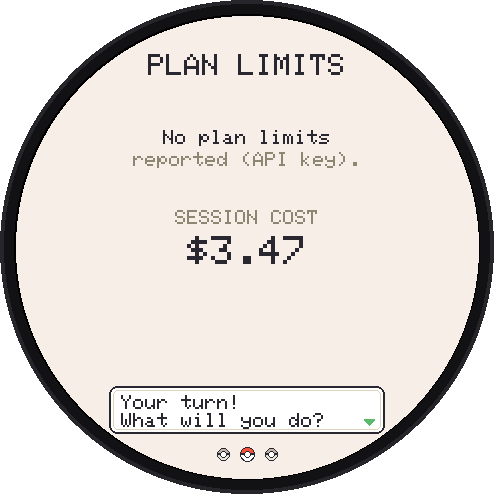 PLAN LIMITS
No plan limits
reported (API key).
SESSION COST
$3.47
Your turn!
What will you do?